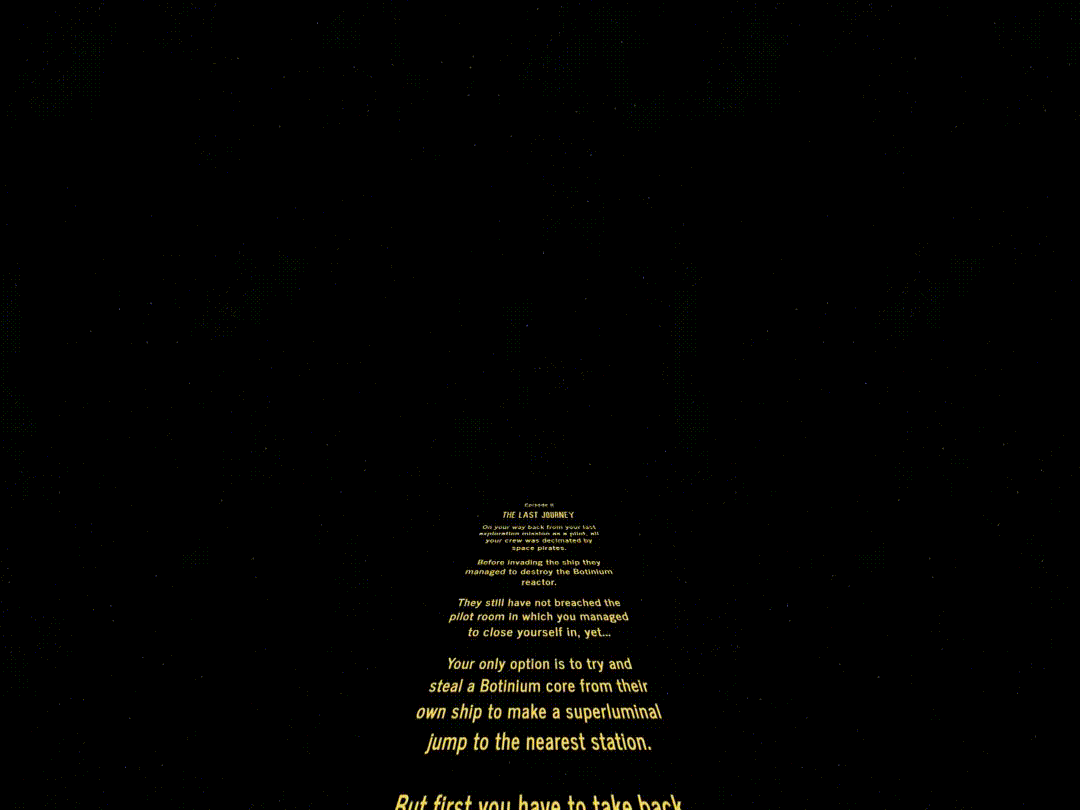 THE LAST JOURNEY
On your way back from your last
exploration mission as a pilot, all
your crew was decimated by
space pirates.
Before invading the ship they
managed to destroy the Botinium
reactor.
They still have not breached the
pilot room in which you managed
to close yourself in, yet...
Your only option is to try and
steal a Botinium core from their
own ship to make a superluminal
jump to the nearest station.
But first you have to take back